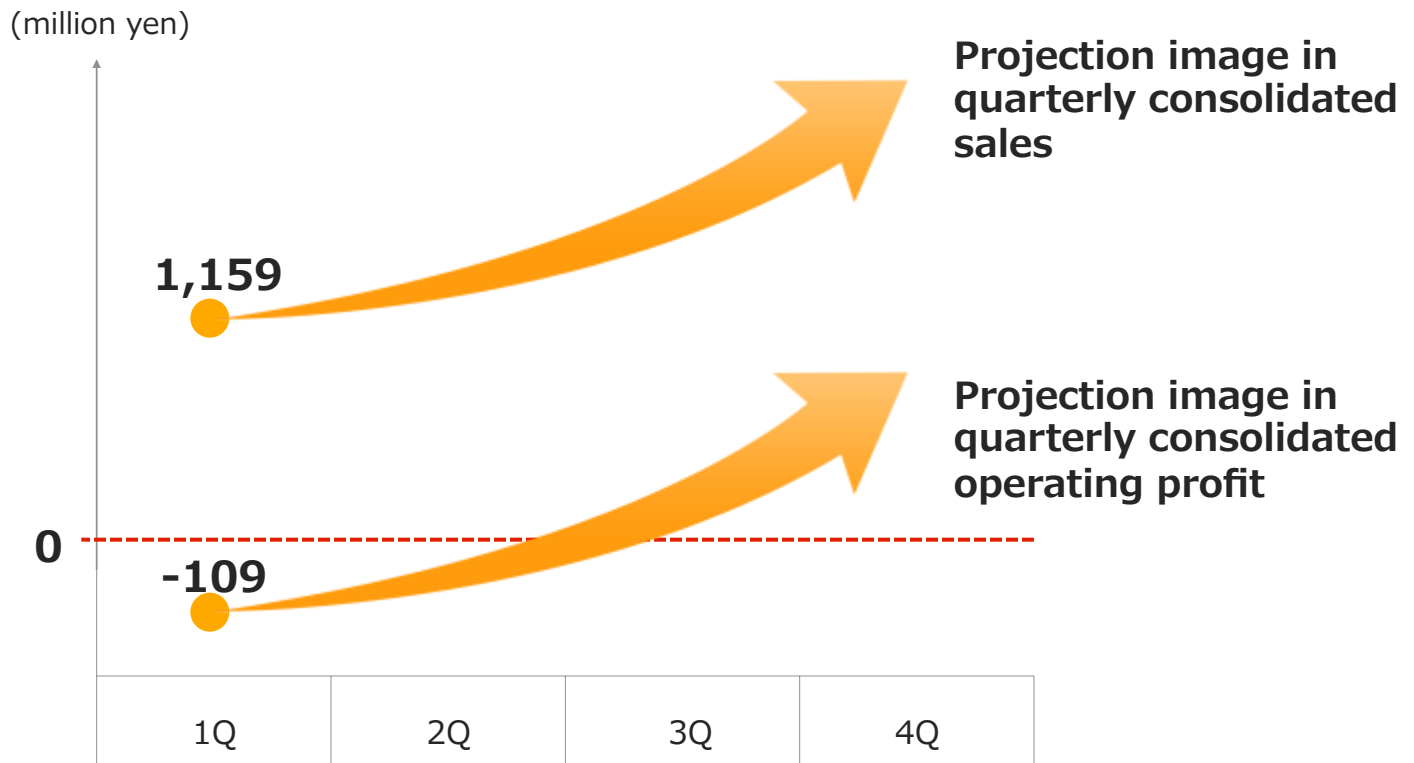 (million yen)
Projection image in
quarterly consolidated
sales
1,159
Projection image in
quarterly consolidated
operating profit
0
-109
1Q
2Q
3Q
4Q